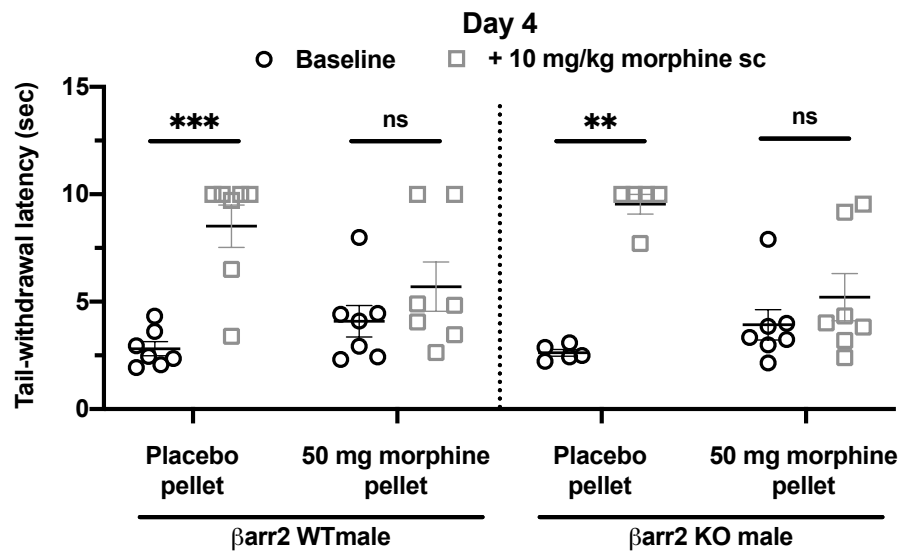 Day 4
Baseline + 10 mg/kg morphine sc
Tail-withdrawal latency (sec)
15
10
5
0
*** ns ** ns
Placebo pellet
50 mg morphine pellet
Placebo pellet
50 mg morphine pellet
βarr2 WTmale
βarr2 KO male